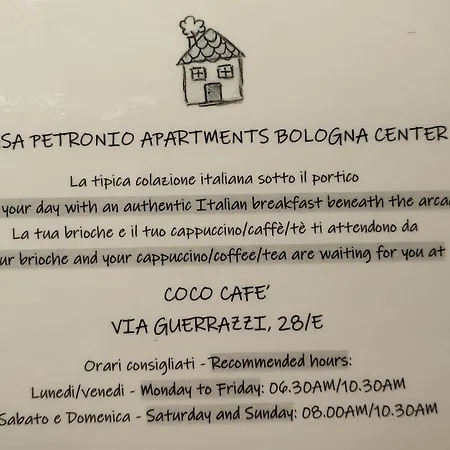 SA PETRONIO APARTMENTS BOLOGNA CENTER
La tipica colazione italiana sotto il portico
your day with an authentic Italian breakfast beneath the arca
La tua brioche e il tuo cappuccino/caffè/tè ti attendono da
ur brioche and your cappuccino/coffee/tea are waiting for you at
COCO CAFE'
VIA GUERRAZZI, 28/E
Orari consigliati - Recommended hours:
Lunedi/venedi - Monday to Friday: 06.30AM/10.30AM
Sabato e Domenica - Saturday and Sunday: 08.00AM/10.30AM